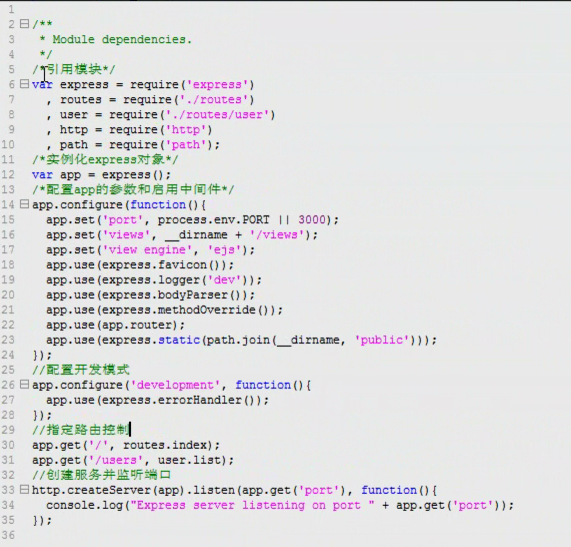 1
2 /**
3  * Module dependencies.
4  */
5 /*引用模块*/
6 var express = require('express')
7   , routes = require('./routes')
8   , user = require('./routes/user')
9   , http = require('http')
10   , path = require('path');
11 /*实例化express对象*/
12 var app = express();
13 /*配置app的参数和启用中间件*/
14 app.configure(function(){
15   app.set('port', process.env.PORT || 3000);
16   app.set('views', __dirname + '/views');
17   app.set('view engine', 'ejs');
18   app.use(express.favicon());
19   app.use(express.logger('dev'));
20   app.use(express.bodyParser());
21   app.use(express.methodOverride());
22   app.use(app.router);
23   app.use(express.static(path.join(__dirname, 'public')));
24 });
25 //配置开发模式
26 app.configure('development', function(){
27   app.use(express.errorHandler());
28 });
29 //指定路由控制
30 app.get('/', routes.index);
31 app.get('/users', user.list);
32 //创建服务并监听端口
33 http.createServer(app).listen(app.get('port'), function(){
34   console.log("Express server listening on port " + app.get('port'));
35 });
36